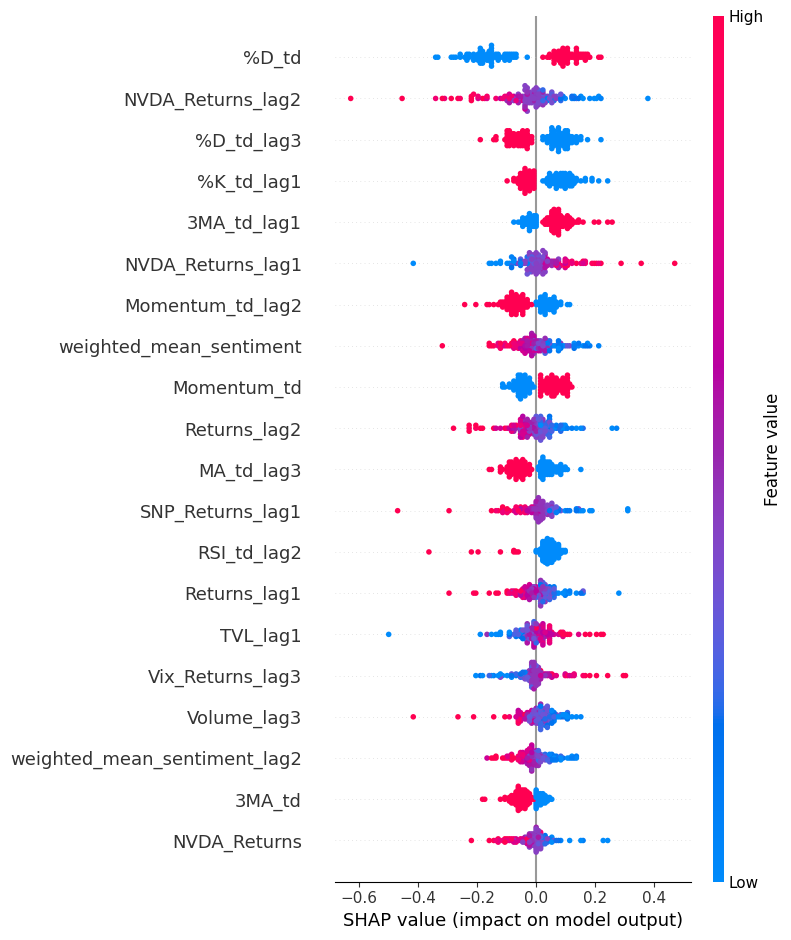 High
%D_td
NVDA_Returns_lag2
%D_td_lag3
%K_td_lag1
3MA_td_lag1
NVDA_Returns_lag1
Momentum_td_lag2
weighted_mean_sentiment
Momentum_td
Returns_lag2
MA_td_lag3
SNP_Returns_lag1
RSI_td_lag2
Returns_lag1
TVL_lag1
Vix_Returns_lag3
Volume_lag3
weighted_mean_sentiment_lag2
3MA_td
NVDA_Returns
Feature value
Low
−0.6 −0.4 −0.2 0.0 0.2 0.4
SHAP value (impact on model output)